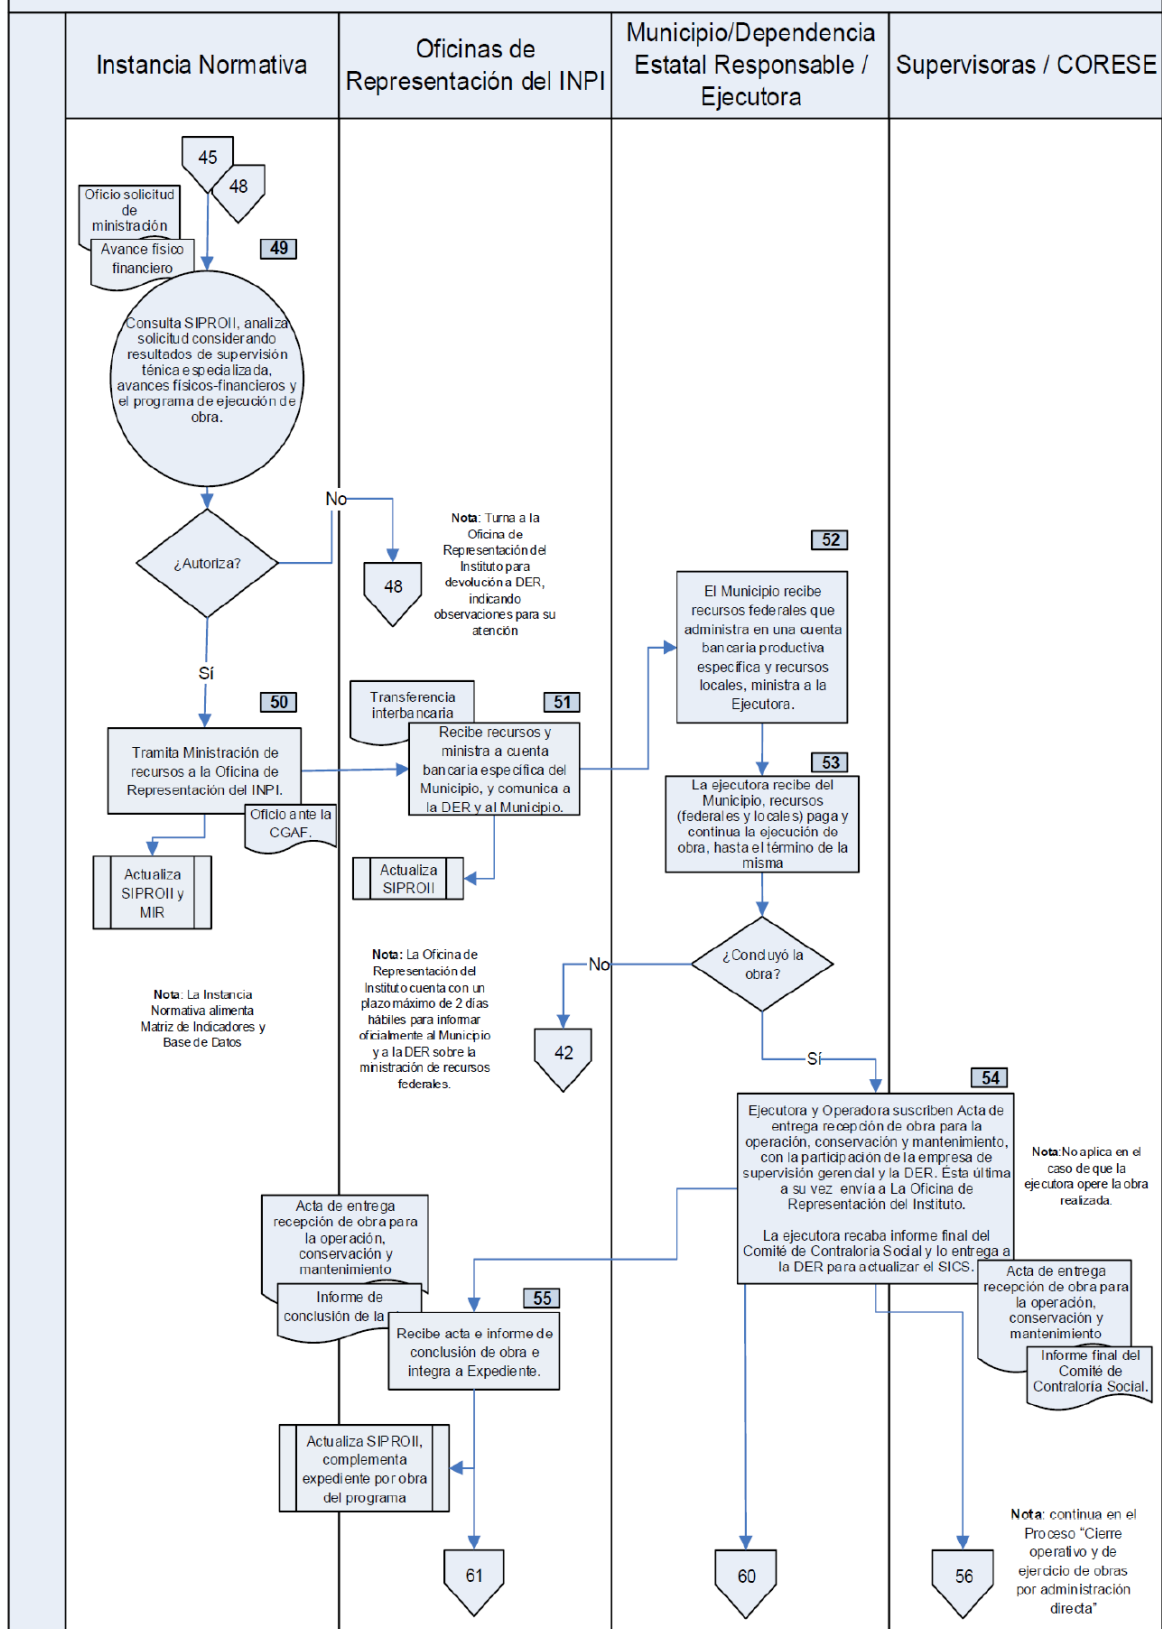 Instancia Normativa
Oficinas de
Representación del INPI
Municipio/Dependencia
Estatal Responsable /
Ejecutora
Supervisoras / CORESE
45
48
Oficio solicitud
de
ministración
Avance físico
financiero
49
Consulta SIPROII, analiza
solicitud considerando
resultados de supervisión
ténica especializada,
avances físicos-financieros y
el programa de ejecución de
obra.
¿Autoriza?
No
48
Nota: Turna a la
Oficina de
Representación del
Instituto para
devolución a DER,
indicando
observaciones para su
atención
Sí
50
Tramita Ministración de
recursos a la Oficina de
Representación del INPI.
Oficio ante la
CGAF.
Actualiza
SIPROII y
MIR
Nota: La Instancia
Normativa alimenta
Matriz de Indicadores y
Base de Datos
Transferencia
interbancaria
51
Recibe recursos y
ministra a cuenta
bancaria específica del
Municipio, y comunica a
la DER y al Municipio.
Actualiza
SIPROII
Nota: La Oficina de
Representación del
Instituto cuenta con un
plazo máximo de 2 días
hábiles para informar
oficialmente al Municipio
y a la DER sobre la
ministración de recursos
federales.
52
El Municipio recibe
recursos federales que
administra en una cuenta
bancaria productiva
específica y recursos
locales, ministra a la
Ejecutora.
53
La ejecutora recibe del
Municipio, recursos
(federales y locales) paga y
continua la ejecución de
obra, hasta el término de la
misma
¿Concluyó la
obra?
No
42
Sí
54
Ejecutora y Operadora suscriben Acta de
entrega recepción de obra para la
operación, conservación y mantenimiento,
con la participación de la empresa de
supervisión gerencial y la DER. Ésta última
a su vez envía a La Oficina de
Representación del Instituto.
La ejecutora recaba informe final del
Comité de Contraloría Social y lo entrega a
la DER para actualizar el SICS.
Nota:No aplica en el
caso de que la
ejecutora opere la obra
realizada.
Acta de entrega
recepción de obra para
la operación,
conservación y
mantenimiento
Informe final del
Comité de
Contraloría Social.
Acta de entrega
recepción de obra para
la operación,
conservación y
mantenimiento
Informe de
conclusión de la
55
Recibe acta e informe de
conclusión de obra e
integra a Expediente.
Actualiza SIPROII,
complementa
expediente por obra
del programa
61
60
56
Nota: continua en el
Proceso “Cierre
operativo y de
ejercicio de obras
por administración
directa”